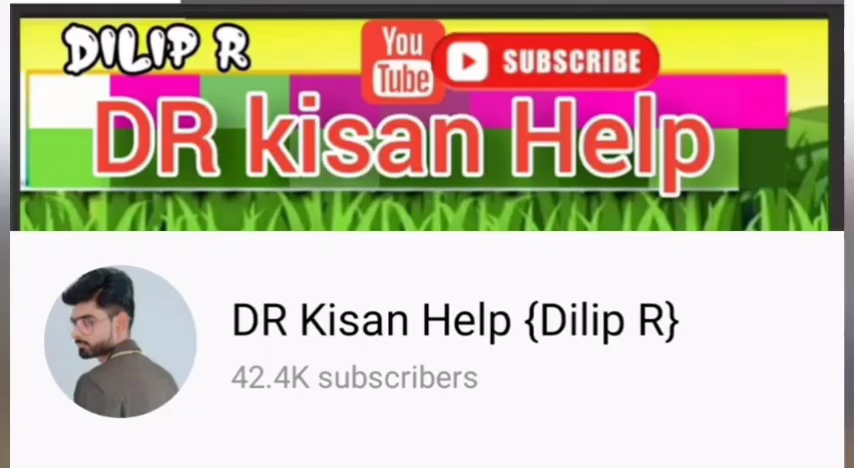 DILIP R
You
Tube
SUBSCRIBE
DR kisan Help
DR Kisan Help {Dilip R}
42.4K subscribers